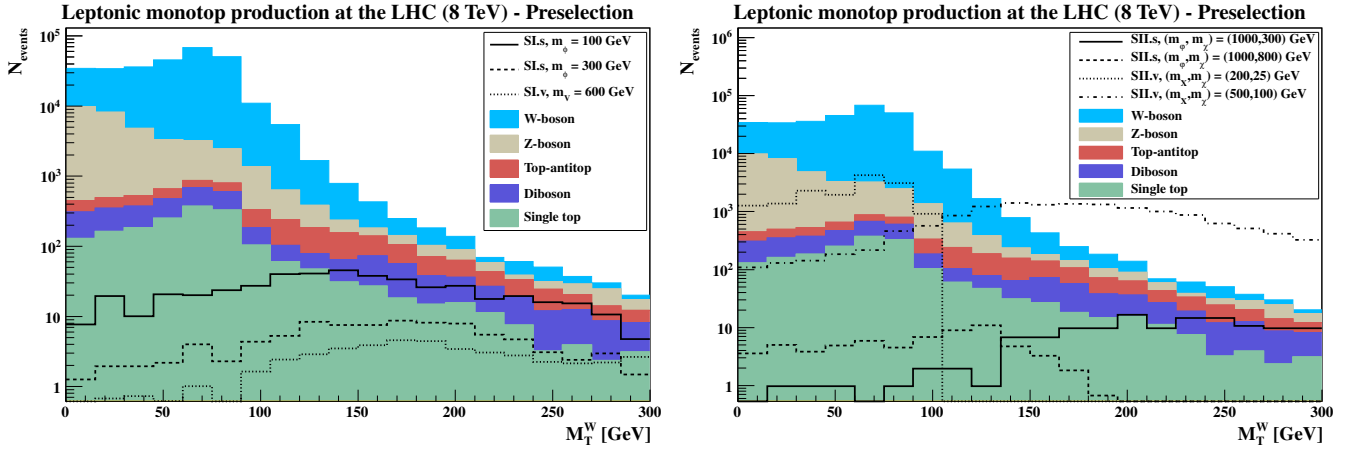 Leptonic monotop production at the LHC (8 TeV) - Preselection
N_events
10^5
10^4
10^3
10^2
10
1
SI.s, m_ϕ = 100 GeV
SI.s, m_ϕ = 300 GeV
SI.v, m_V = 600 GeV
W-boson
Z-boson
Top-antitop
Diboson
Single top
0 50 100 150 200 250 300
M_T^W [GeV]
Leptonic monotop production at the LHC (8 TeV) - Preselection
N_events
10^6
10^5
10^4
10^3
10^2
10
1
SII.s, (m_φ, m_χ) = (1000,300) GeV
SII.s, (m_φ, m_χ) = (1000,800) GeV
SII.v, (m_X, m_χ) = (200,25) GeV
SII.v, (m_X, m_χ) = (500,100) GeV
W-boson
Z-boson
Top-antitop
Diboson
Single top
0 50 100 150 200 250 300
M_T^W [GeV]